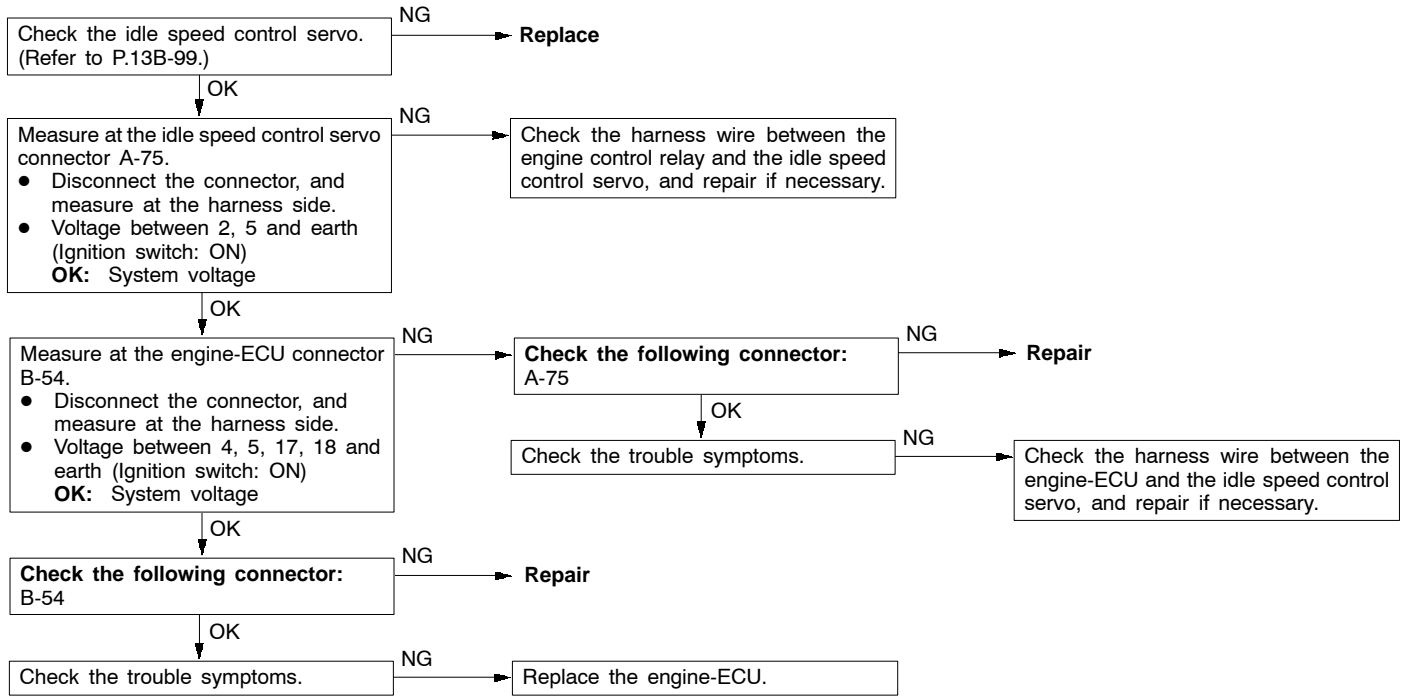 Check the idle speed control servo.
(Refer to P.13B-99.)
NG
Replace
OK
Measure at the idle speed control servo
connector A-75.
● Disconnect the connector, and
measure at the harness side.
● Voltage between 2, 5 and earth
(Ignition switch: ON)
OK: System voltage
NG
Check the harness wire between the
engine control relay and the idle speed
control servo, and repair if necessary.
OK
Measure at the engine-ECU connector
B-54.
● Disconnect the connector, and
measure at the harness side.
● Voltage between 4, 5, 17, 18 and
earth (Ignition switch: ON)
OK: System voltage
NG
Check the following connector:
A-75
NG
Repair
OK
Check the trouble symptoms.
NG
Check the harness wire between the
engine-ECU and the idle speed control
servo, and repair if necessary.
OK
Check the following connector:
B-54
NG
Repair
OK
Check the trouble symptoms.
NG
Replace the engine-ECU.